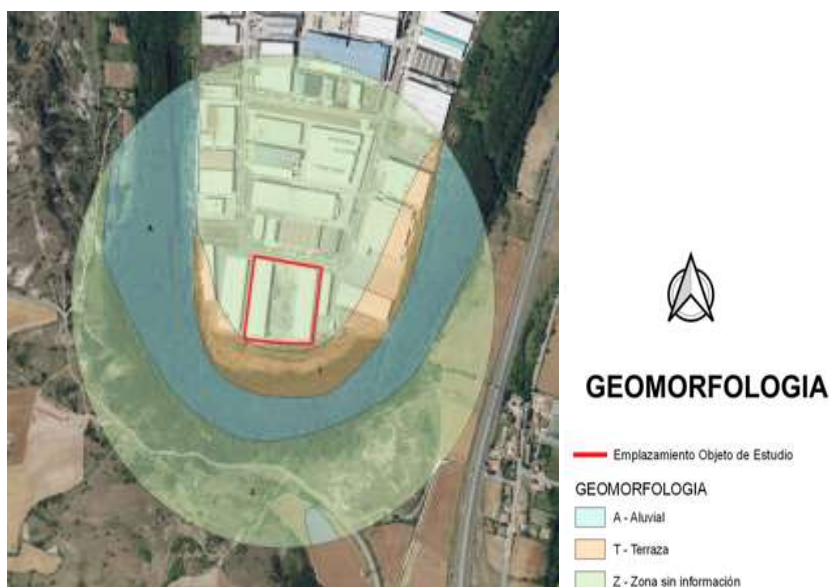 GEOMORFOLOGIA
Emplazamiento Objeto de Estudio
GEOMORFOLOGIA
A - Aluvial
T - Terraza
Z - Zona sin información